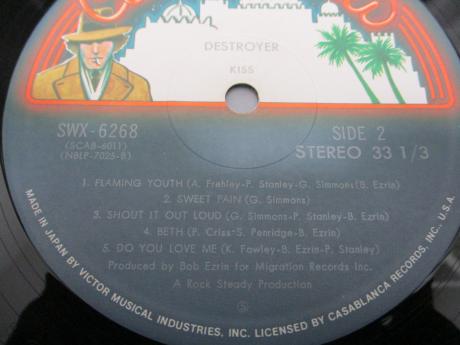 DESTROYER
KISS
SWX-6268
(SCAB-6011)
(NBLP-7025-B)
SIDE 2
STEREO 33 1/3
1. FLAMING YOUTH (A. Frehley-P. Stanley-G. Simmons)(B. Ezrin)
2. SWEET PAIN (G. Simmons)
3. SHOUT IT OUT LOUD (G. Simmons-P. Stanley-B. Ezrin)
4. BETH (P. Criss-S. Penridge-B. Ezrin)
5. DO YOU LOVE ME (K. Fawley-B. Ezrin-P. Stanley)
Produced by Bob Ezrin for Migration Records Inc.
A Rock Steady Production
S
MADE IN JAPAN BY VICTOR MUSICAL INDUSTRIES, INC. LICENSED BY CASABLANCA RECORDS, INC. U.S.A.